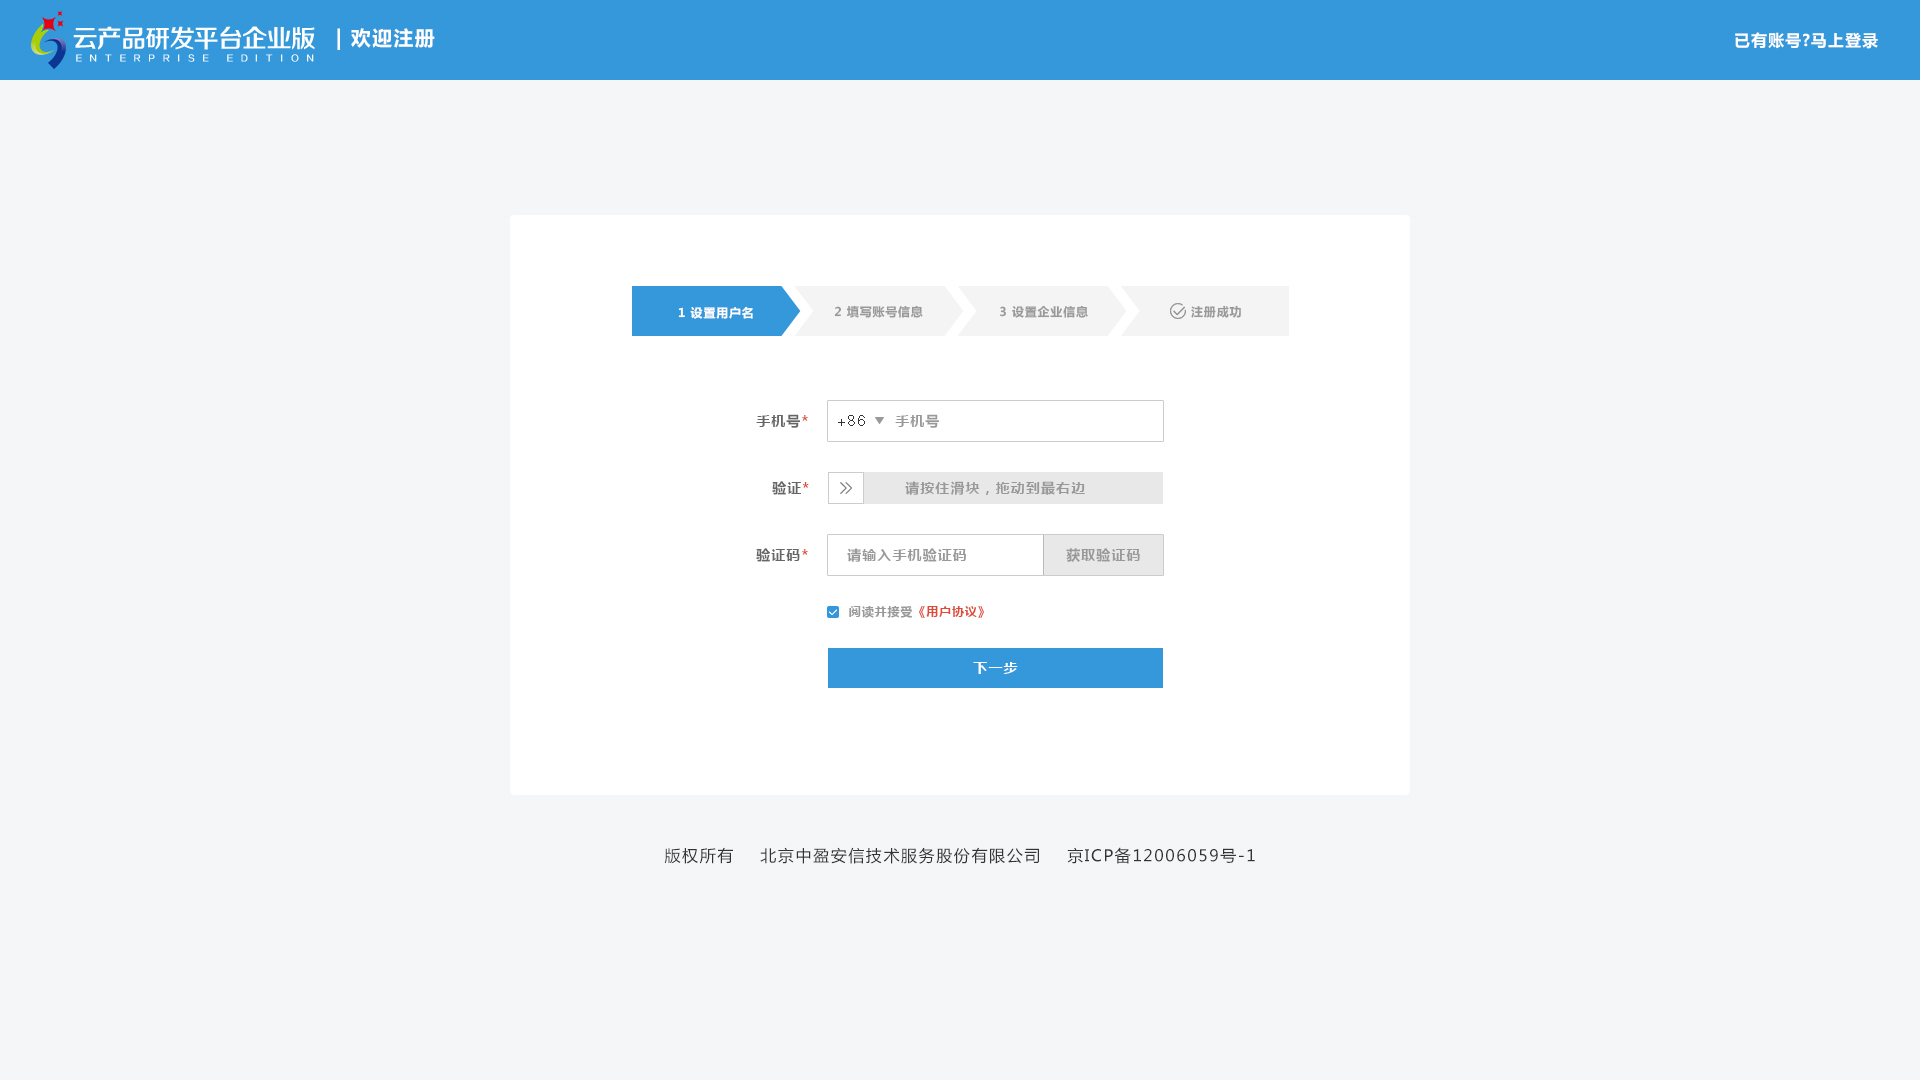 云产品研发平台企业版 | 欢迎注册
ENTERPRISE EDITION
已有账号?马上登录
1 设置用户名
2 填写账号信息
3 设置企业信息
注册成功
手机号* +86 手机号
验证* 请按住滑块，拖动到最右边
验证码* 请输入手机验证码 获取验证码
阅读并接受《用户协议》
下一步
版权所有 北京中盈安信技术服务股份有限公司 京ICP备12006059号-1